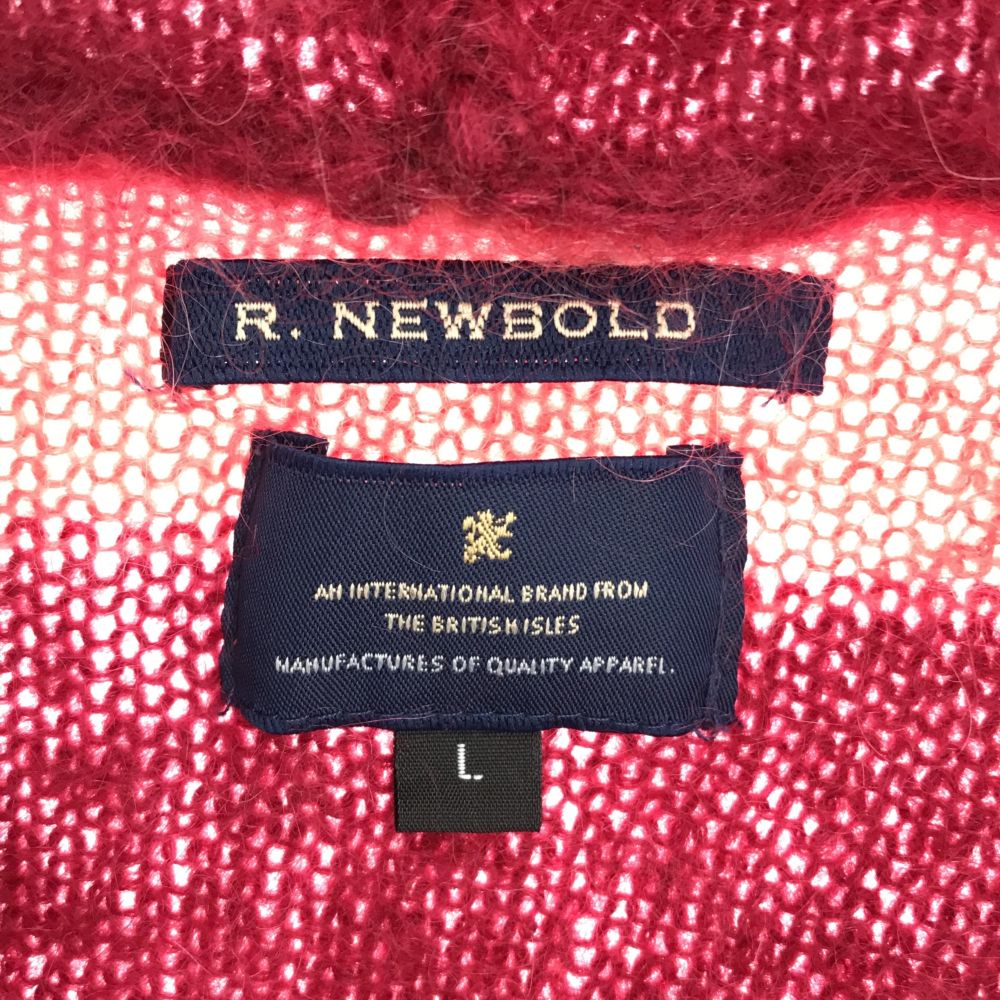 R. NEWBOLD
AN INTERNATIONAL BRAND FROM
THE BRITISH ISLES
MANUFACTURES OF QUALITY APPAREL.
L